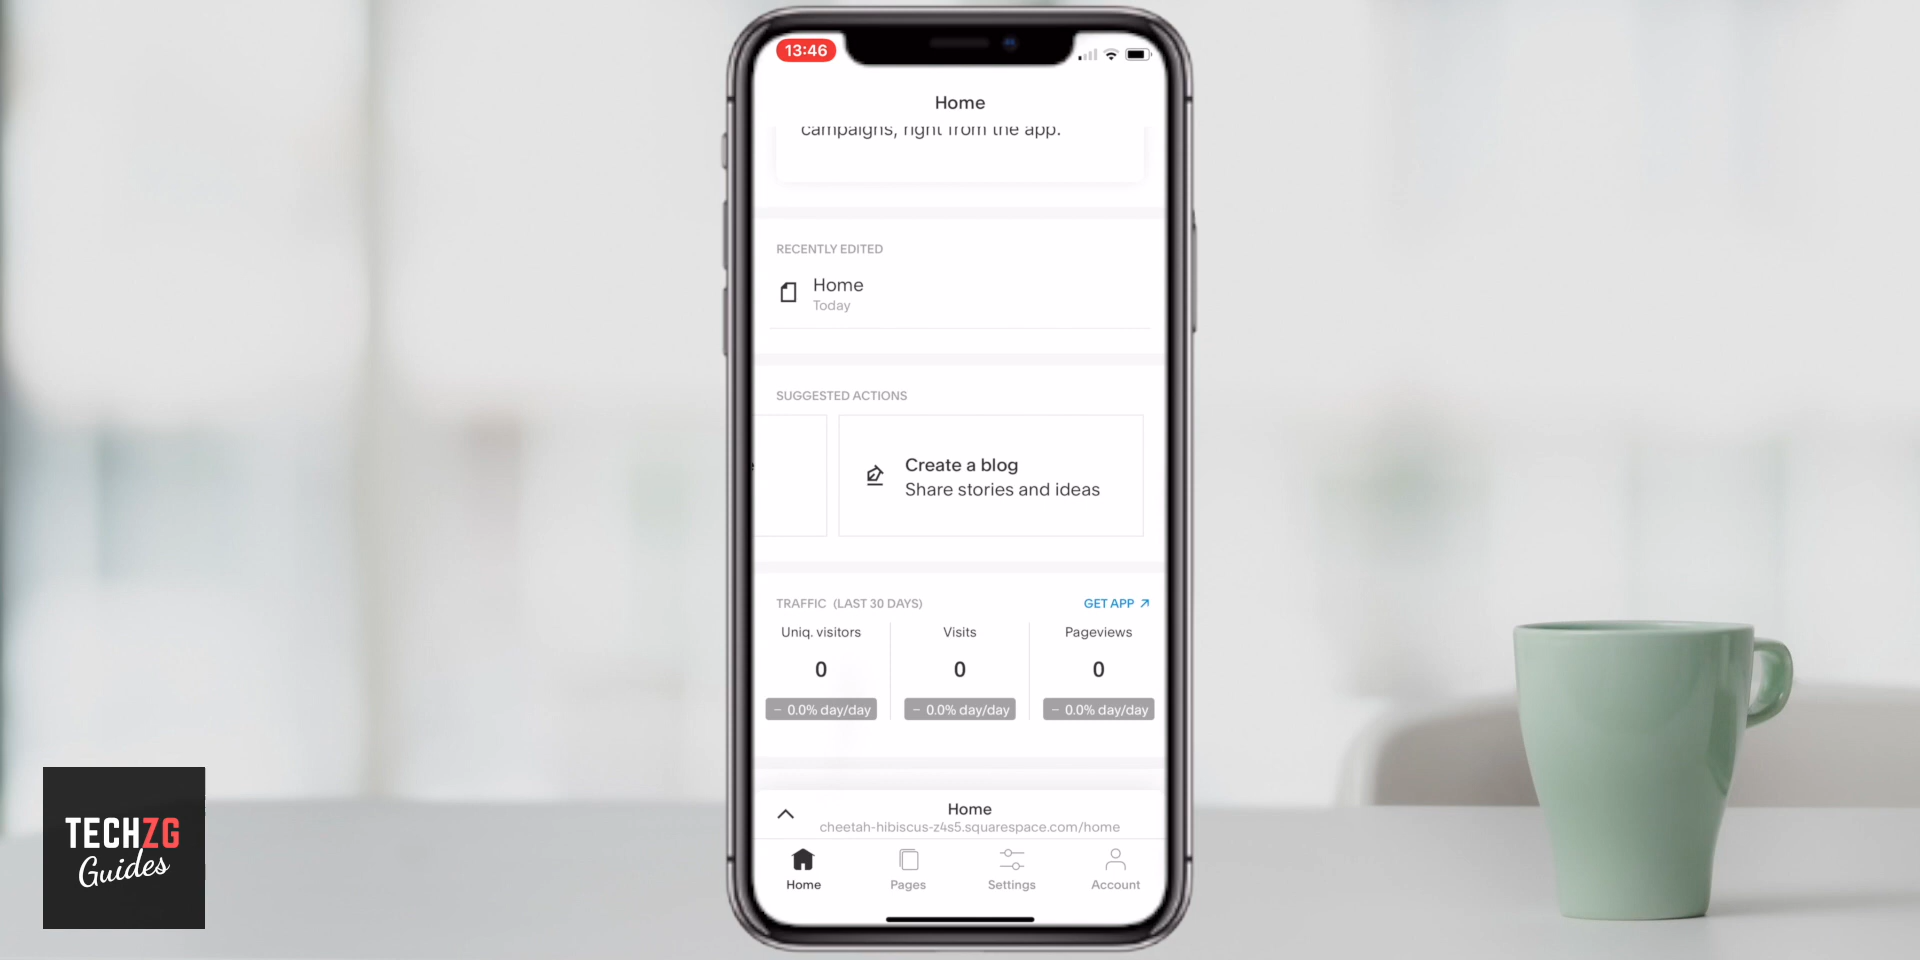 13:46
Home
campaigns, right from the app.
RECENTLY EDITED
Home
Today
SUGGESTED ACTIONS
Create a blog
Share stories and ideas
TRAFFIC (LAST 30 DAYS)
GET APP
Uniq. visitors
Visits
Pageviews
0
0
0
– 0.0% day/day
– 0.0% day/day
– 0.0% day/day
Home
cheetah-hibiscus-z4s5.squarespace.com/home
Home
Pages
Settings
Account
TECHZG
Guides